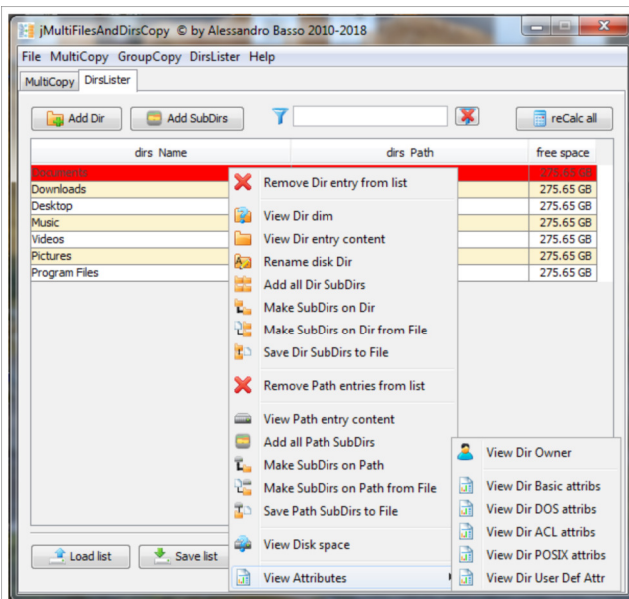 jMultiFilesAndDirsCopy © by Alessandro Basso 2010-2018
File MultiCopy GroupCopy DirsLister Help
MultiCopy DirsLister
Add Dir Add SubDirs reCalc all
dirs Name dirs Path free space
Documents 275.65 GB
Downloads 275.65 GB
Desktop 275.65 GB
Music 275.65 GB
Videos 275.65 GB
Pictures 275.65 GB
Program Files 275.65 GB
Remove Dir entry from list
View Dir dim
View Dir entry content
Rename disk Dir
Add all Dir SubDirs
Make SubDirs on Dir
Make SubDirs on Dir from File
Save Dir SubDirs to File
Remove Path entries from list
View Path entry content
Add all Path SubDirs
Make SubDirs on Path
Make SubDirs on Path from File
Save Path SubDirs to File
View Disk space
View Attributes
View Dir Owner
View Dir Basic attribs
View Dir DOS attribs
View Dir ACL attribs
View Dir POSIX attribs
View Dir User Def Attr
Load list Save list